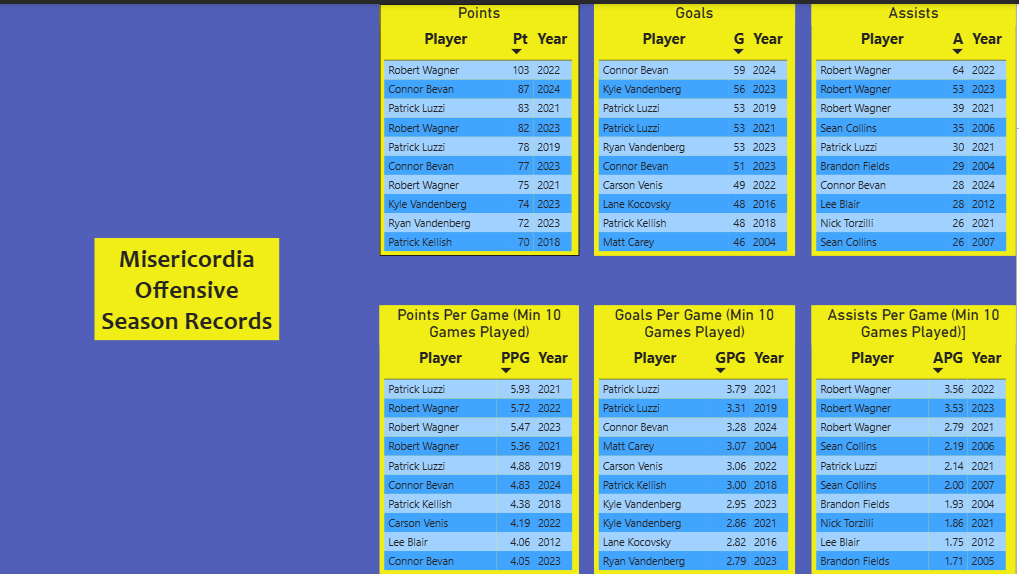 Misericordia
Offensive
Season Records
Points
Player Pt Year
Robert Wagner 103 2022
Connor Bevan 87 2024
Patrick Luzzi 83 2021
Robert Wagner 82 2023
Patrick Luzzi 78 2019
Connor Bevan 77 2023
Robert Wagner 75 2021
Kyle Vandenberg 74 2023
Ryan Vandenberg 72 2023
Patrick Kellish 70 2018
Goals
Player G Year
Connor Bevan 59 2024
Kyle Vandenberg 56 2023
Patrick Luzzi 53 2019
Patrick Luzzi 53 2021
Ryan Vandenberg 53 2023
Connor Bevan 51 2023
Carson Venis 49 2022
Lane Kocovsky 48 2016
Patrick Kellish 48 2018
Matt Carey 46 2004
Assists
Player A Year
Robert Wagner 64 2022
Robert Wagner 53 2023
Robert Wagner 39 2021
Sean Collins 35 2006
Patrick Luzzi 30 2021
Brandon Fields 29 2004
Connor Bevan 28 2024
Lee Blair 28 2012
Nick Torzilli 26 2021
Sean Collins 26 2007
Points Per Game (Min 10
Games Played)
Player PPG Year
Patrick Luzzi 5.93 2021
Robert Wagner 5.72 2022
Robert Wagner 5.47 2023
Robert Wagner 5.36 2021
Patrick Luzzi 4.88 2019
Connor Bevan 4.83 2024
Patrick Kellish 4.38 2018
Carson Venis 4.19 2022
Lee Blair 4.06 2012
Connor Bevan 4.05 2023
Goals Per Game (Min 10
Games Played)
Player GPG Year
Patrick Luzzi 3.79 2021
Patrick Luzzi 3.31 2019
Connor Bevan 3.28 2024
Matt Carey 3.07 2004
Carson Venis 3.06 2022
Patrick Kellish 3.00 2018
Kyle Vandenberg 2.95 2023
Kyle Vandenberg 2.86 2021
Lane Kocovsky 2.82 2016
Ryan Vandenberg 2.79 2023
Assists Per Game (Min 10
Games Played)]
Player APG Year
Robert Wagner 3.56 2022
Robert Wagner 3.53 2023
Robert Wagner 2.79 2021
Sean Collins 2.19 2006
Patrick Luzzi 2.14 2021
Sean Collins 2.00 2007
Brandon Fields 1.93 2004
Nick Torzilli 1.86 2021
Lee Blair 1.75 2012
Brandon Fields 1.71 2005